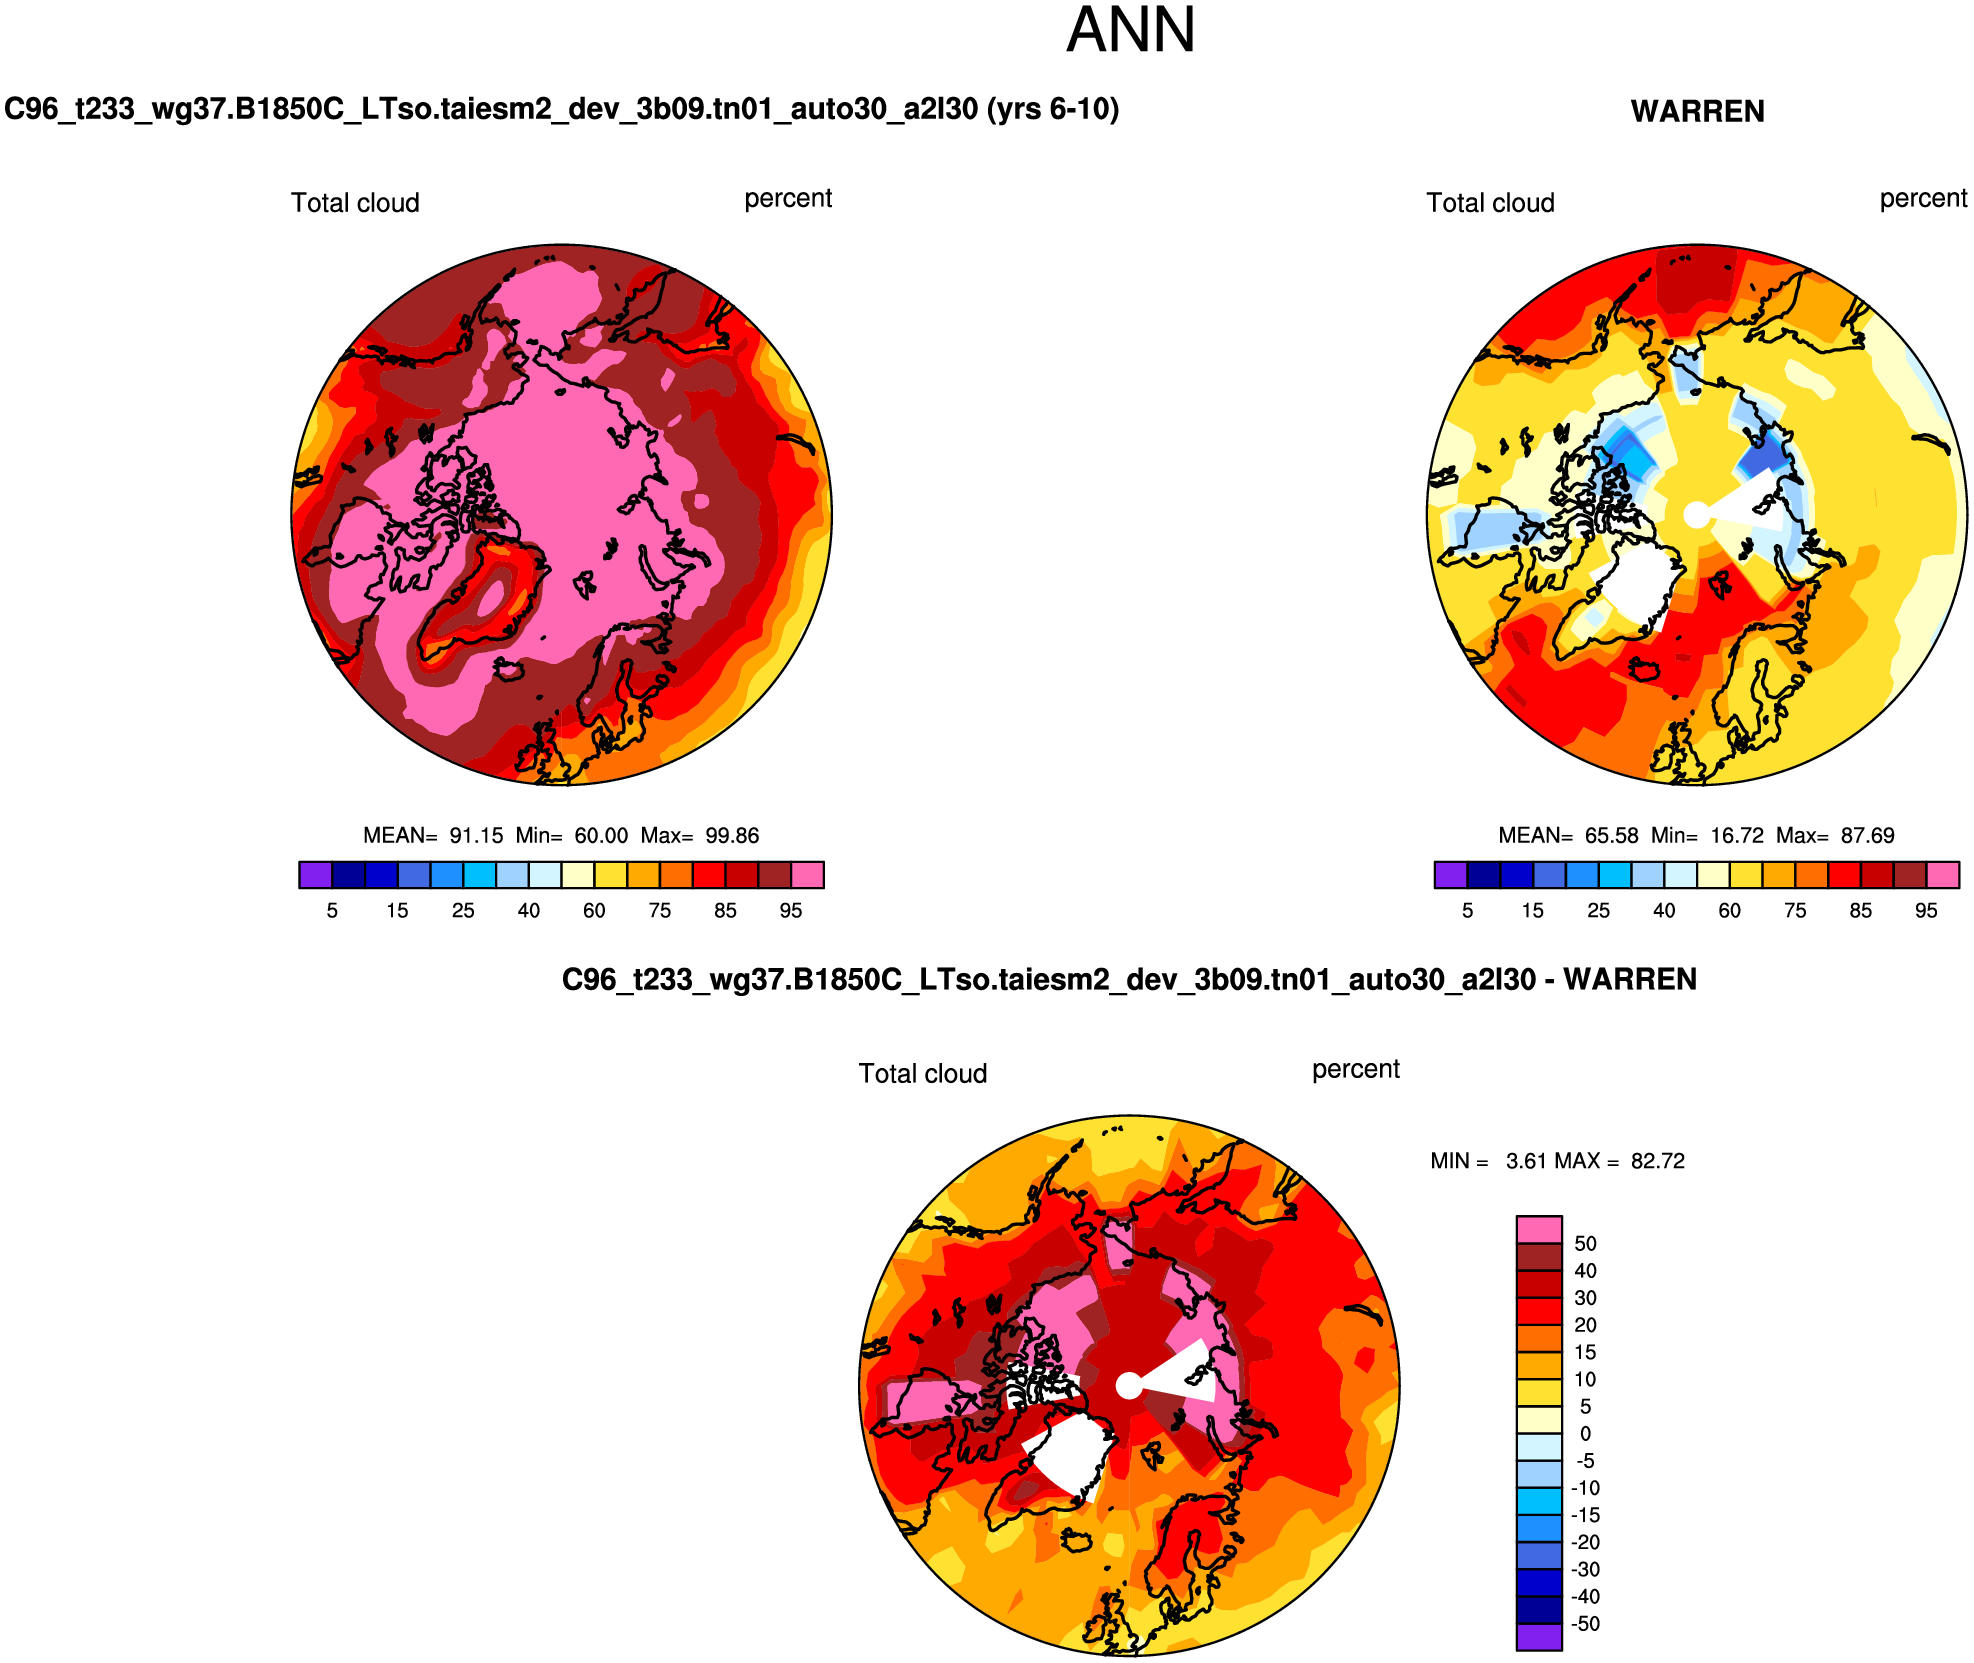 ANN
C96_t233_wg37.B1850C_LTso.taiesm2_dev_3b09.tn01_auto30_a2l30 (yrs 6-10)
WARREN
Total cloud percent
Total cloud percent
MEAN= 91.15 Min= 60.00 Max= 99.86
5 15 25 40 60 75 85 95
MEAN= 65.58 Min= 16.72 Max= 87.69
5 15 25 40 60 75 85 95
C96_t233_wg37.B1850C_LTso.taiesm2_dev_3b09.tn01_auto30_a2l30 - WARREN
Total cloud percent
MIN = 3.61 MAX = 82.72
50
40
30
20
15
10
5
0
-5
-10
-15
-20
-30
-40
-50